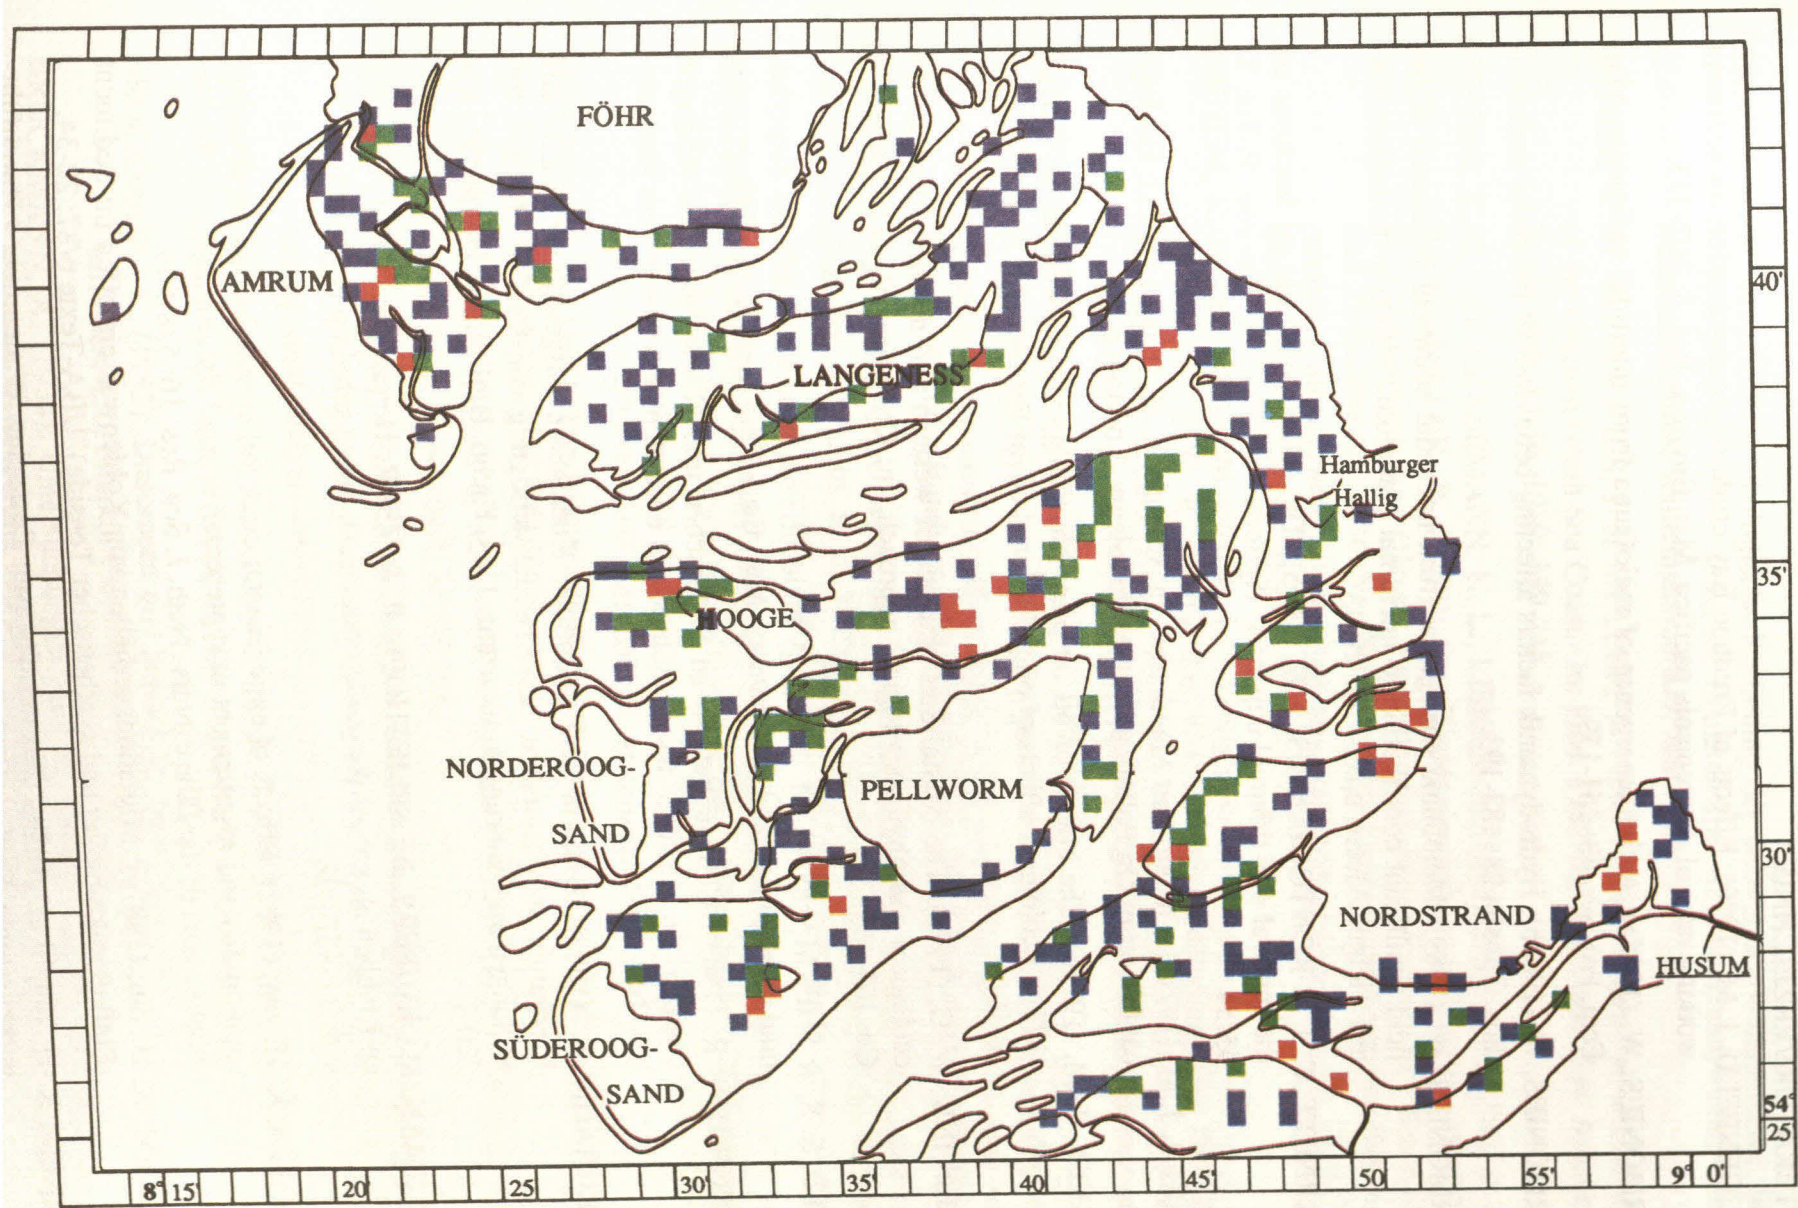 FÖHR
AMRUM
40'
LANGENESS
Hamburger
Hallig
35'
HOOGE
NORDEROOG-
SAND
PELLWORM
30'
NORDSTRAND
HUSUM
SÜDEROOG-
SAND
54°
25'
8° 15' 20' 25' 30' 35' 40' 45' 50' 55' 9° 0'